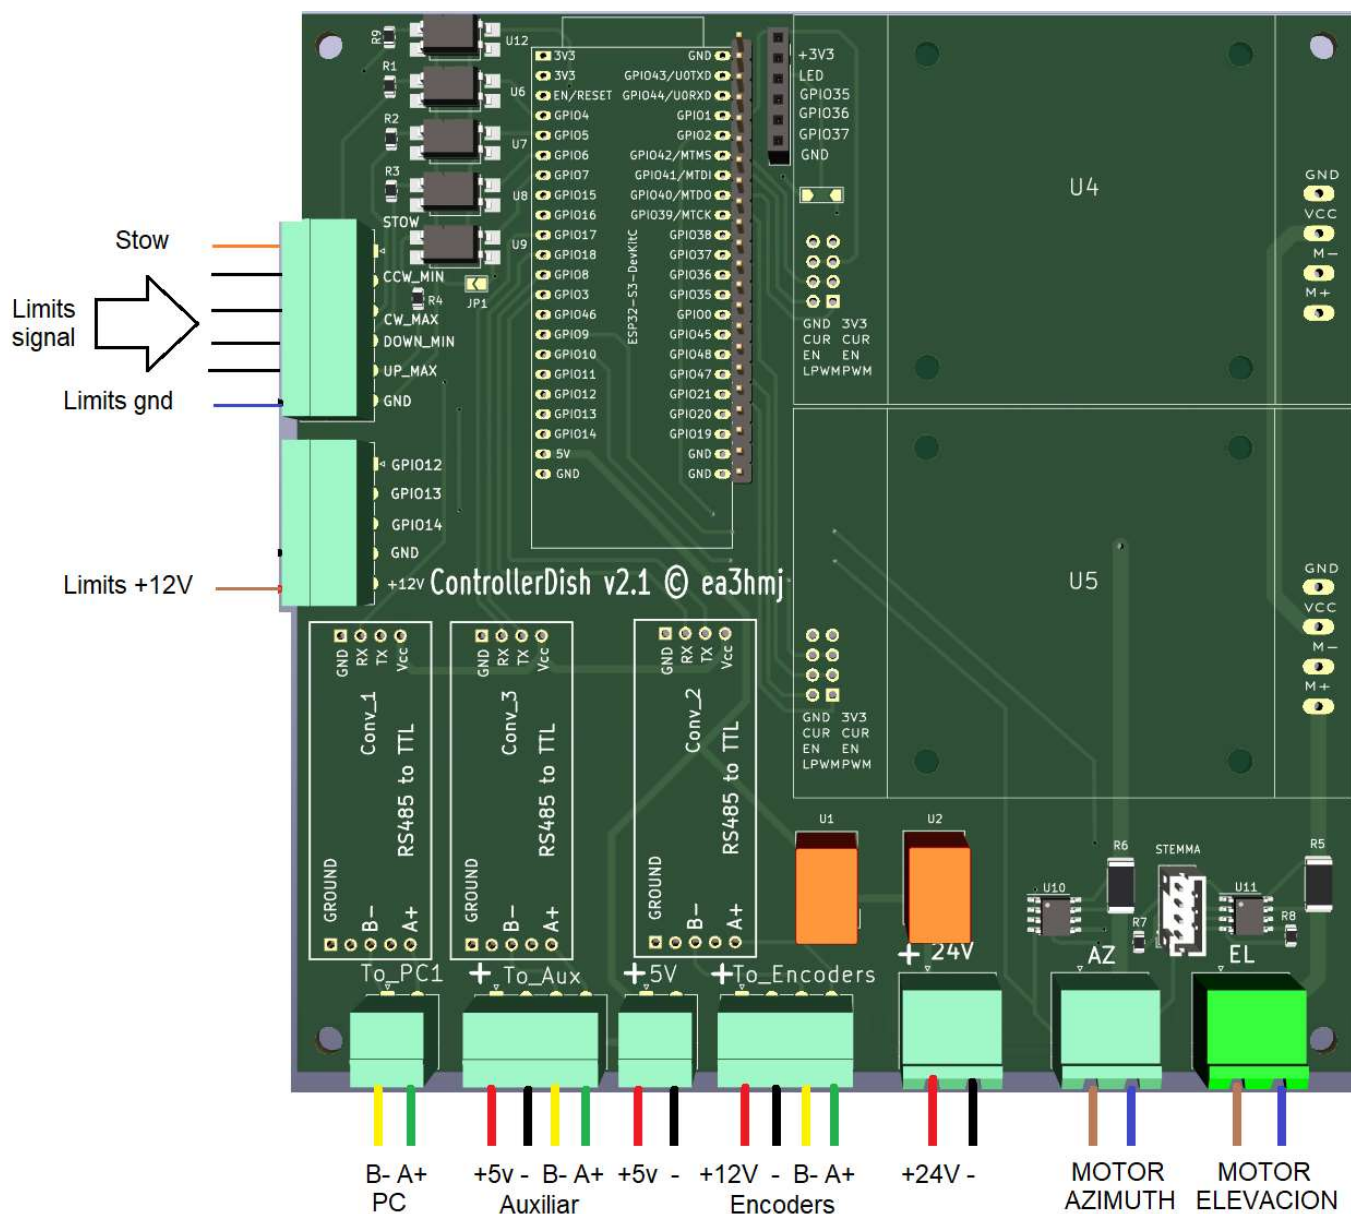 R9
U12
R1
U6
R2
U7
R3
U8
STOW
U9
CCW_MIN
R4
JP1
CW_MAX
DOWN_MIN
UP_MAX
GND
Stow
Limits
signal
Limits gnd
Limits +12V
GPIO12
GPIO13
GPIO14
GND
+12V
3V3
3V3
EN/RESET
GPIO4
GPIO5
GPIO6
GPIO7
GPIO15
GPIO16
GPIO17
GPIO18
GPIO8
GPIO3
GPIO46
GPIO9
GPIO10
GPIO11
GPIO12
GPIO13
GPIO14
5V
GND
ESP32-S3-DevKitC
GND
GPIO43/U0TXD
GPIO44/U0RXD
GPIO1
GPIO2
GPIO42/MTMS
GPIO41/MTDI
GPIO40/MTDO
GPIO39/MTCK
GPIO38
GPIO37
GPIO36
GPIO35
GPIO0
GPIO45
GPIO48
GPIO47
GPIO21
GPIO20
GPIO19
GND
GND
+3V3
LED
GPIO35
GPIO36
GPIO37
GND
GND 3V3
CUR CUR
EN EN
LPWMPWM
U4
GND
VCC
M-
M+
ControllerDish v2.1 © ea3hmj
GND 3V3
CUR CUR
EN EN
LPWMPWM
U5
GND
VCC
M-
M+
GND RX TX Vcc
Conv_1
RS485 to TTL
GROUND B- A+
GND RX TX Vcc
Conv_3
RS485 to TTL
GROUND B- A+
GND RX TX Vcc
Conv_2
RS485 to TTL
GROUND B- A+
U1
U2
R6
STEMMA
R5
U10
U11
R7
R8
To_PC1
+ To_Aux
+5V
+To_Encoders
+ 24V
AZ
EL
B- A+
PC
+5v - B- A+
Auxiliar
+5v -
+12V - B- A+
Encoders
+24V -
MOTOR
AZIMUTH
MOTOR
ELEVACION